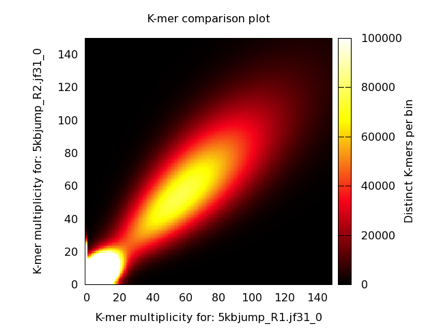 K-mer comparison plot
K-mer multiplicity for: 5kbjump_R2.jf31_0
140
120
100
80
60
40
20
0
0 20 40 60 80 100 120 140
K-mer multiplicity for: 5kbjump_R1.jf31_0
100000
80000
60000
40000
20000
0
Distinct K-mers per bin